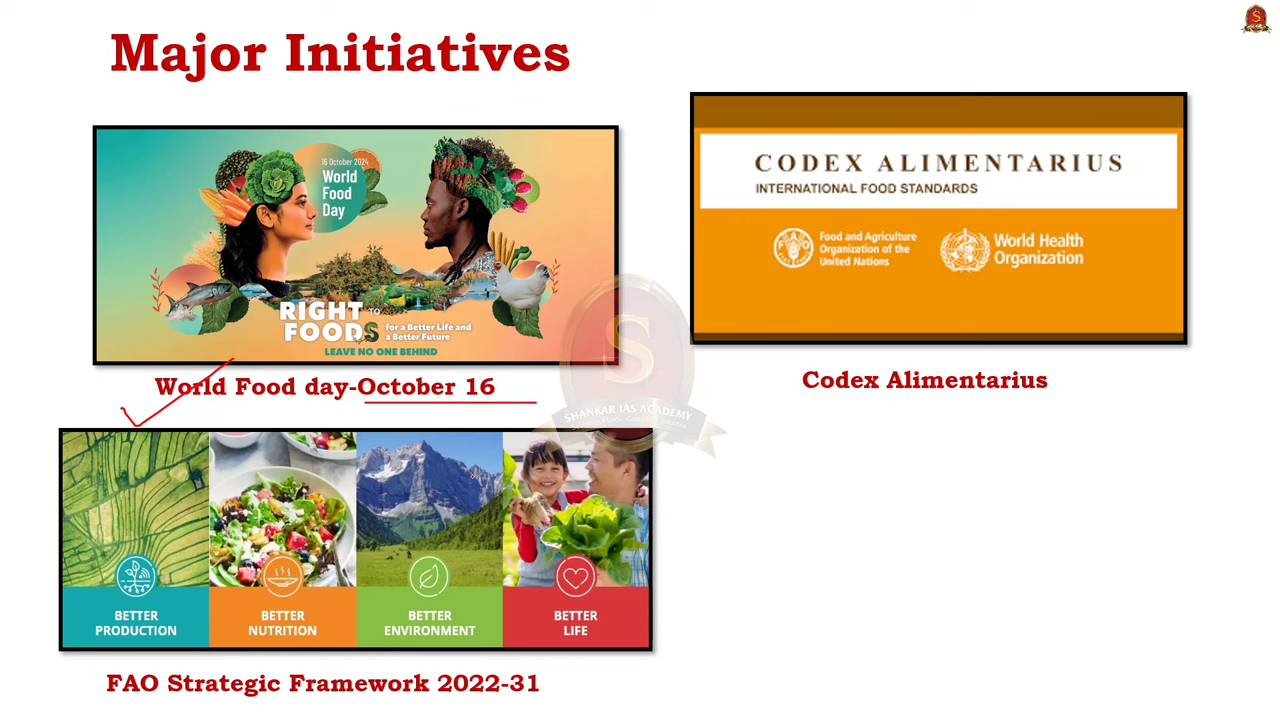 Major Initiatives
16 October 2024
World
Food
Day
RIGHT TO
FOODS
for a Better Life and
a Better Future
LEAVE NO ONE BEHIND
World Food day-October 16
CODEX ALIMENTARIUS
INTERNATIONAL FOOD STANDARDS
Food and Agriculture
Organization of the
United Nations
World Health
Organization
Codex Alimentarius
S
SHANKAR IAS ACADEMY
BETTER
PRODUCTION
BETTER
NUTRITION
BETTER
ENVIRONMENT
BETTER
LIFE
FAO Strategic Framework 2022-31